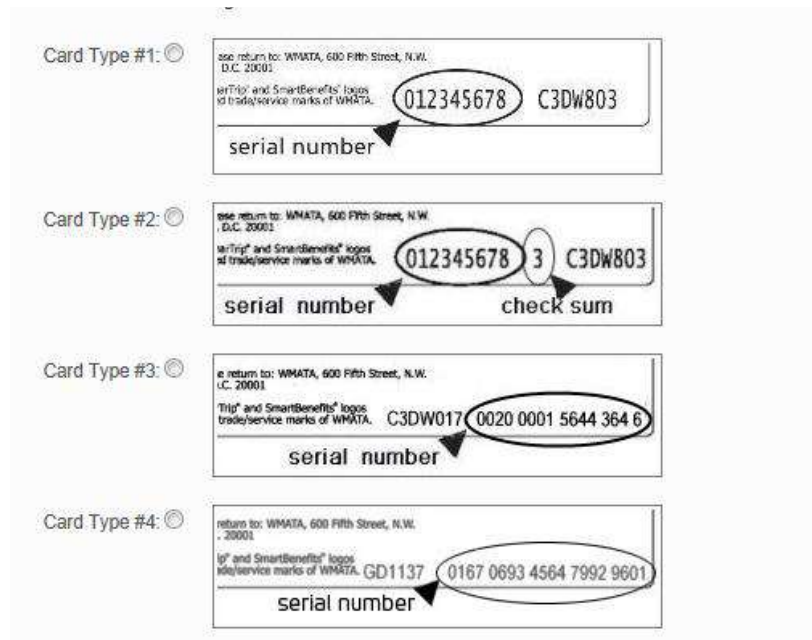 Card Type #1:
ase return to: WMATA, 600 Fifth Street, N.W.
D.C. 20001
arTrip® and SmartBenefits® logos
d trade/service marks of WMATA. 012345678 C3DW803
serial number
Card Type #2:
ase return to: WMATA, 600 Fifth Street, N.W.
. D.C. 20001
arTrip® and SmartBenefits® logos
ed trade/service marks of WMATA. 012345678 3 C3DW803
serial number check sum
Card Type #3:
e return to: WMATA, 600 Fifth Street, N.W.
.C. 20001
Trip® and SmartBenefits® logos
trade/service marks of WMATA. C3DW017 0020 0001 5644 364 6
serial number
Card Type #4:
return to: WMATA, 600 Fifth Street, N.W.
. 20001
ip® and SmartBenefits® logos
ade/service marks of WMATA. GD1137 0167 0693 4564 7992 9601
serial number